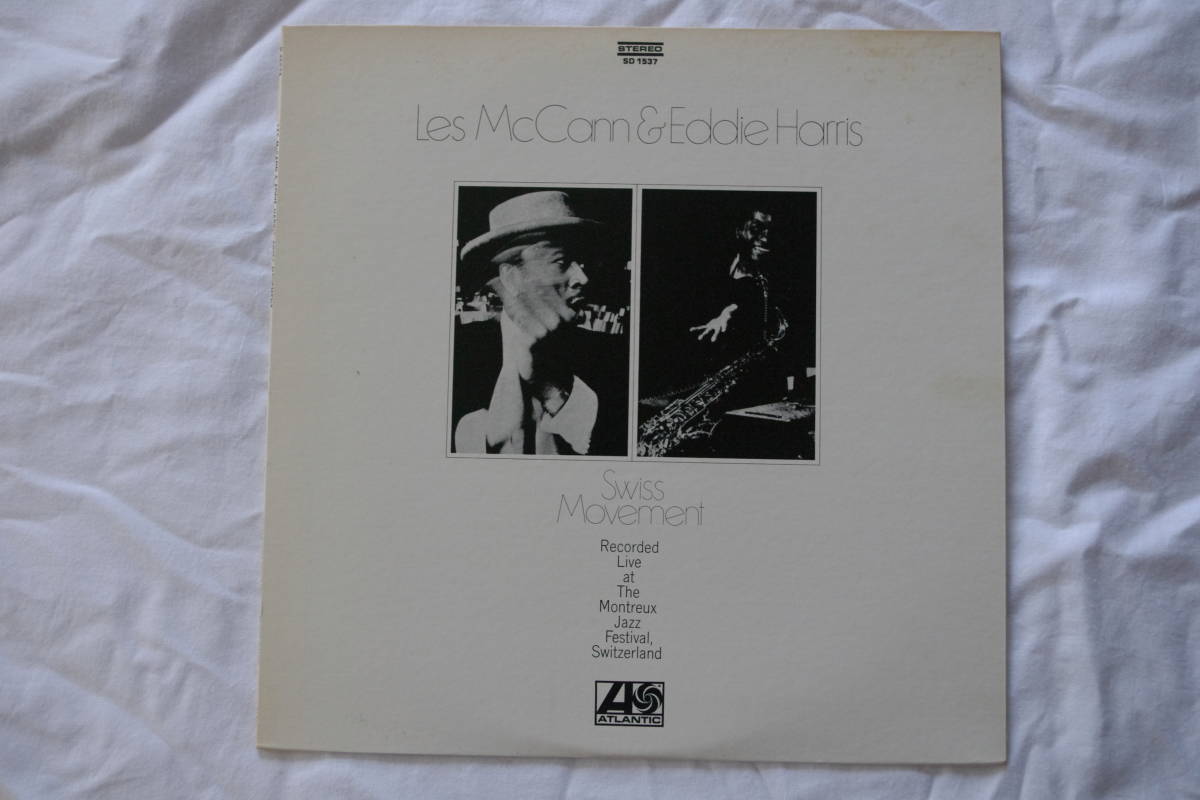 STEREO
SD 1537
Les McCann & Eddie Harris
Swiss
Movement
Recorded
Live
at
The
Montreux
Jazz
Festival,
Switzerland
ATLANTIC